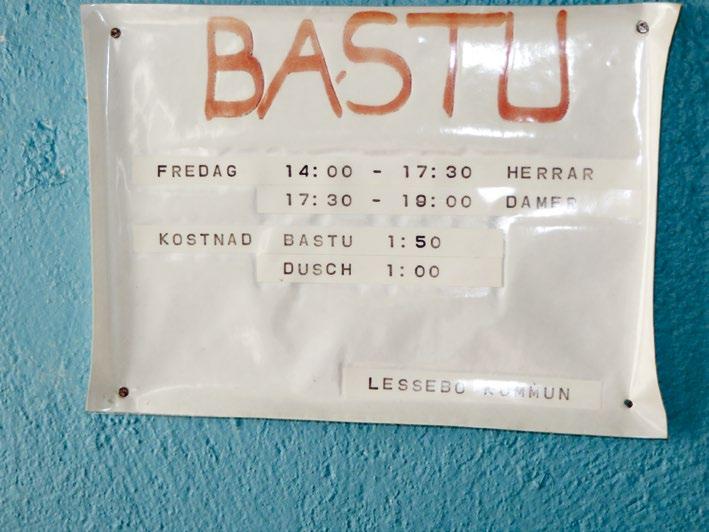 BASTU
FREDAG 14:00 - 17:30 HERRAR
17:30 - 19:00 DAMER
KOSTNAD BASTU 1:50
DUSCH 1:00
LESSEBO KOMMUN